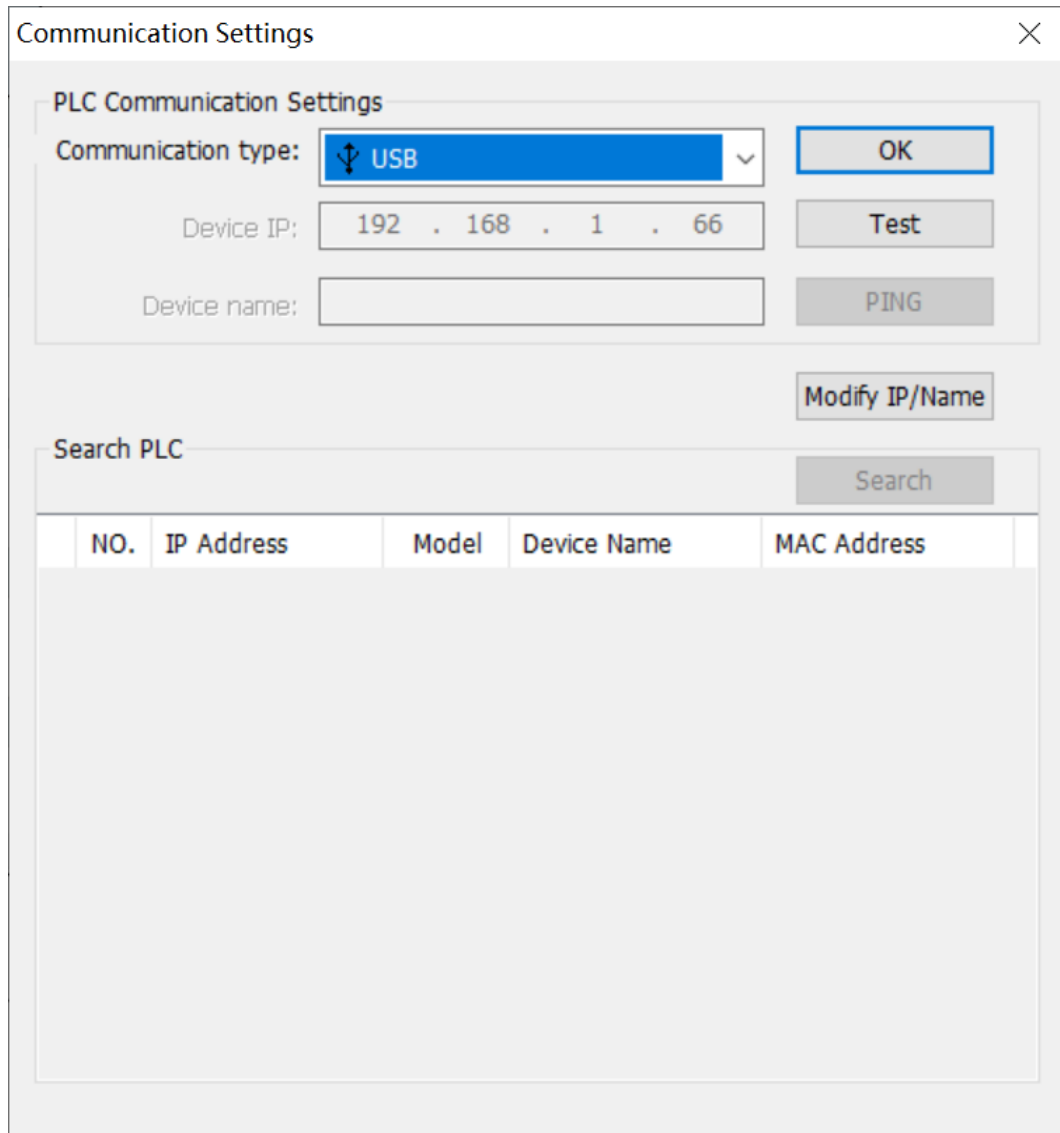 Communication Settings
PLC Communication Settings
Communication type: USB OK
Device IP: 192 . 168 . 1 . 66 Test
Device name: PING
Modify IP/Name
Search PLC
Search
NO. IP Address Model Device Name MAC Address